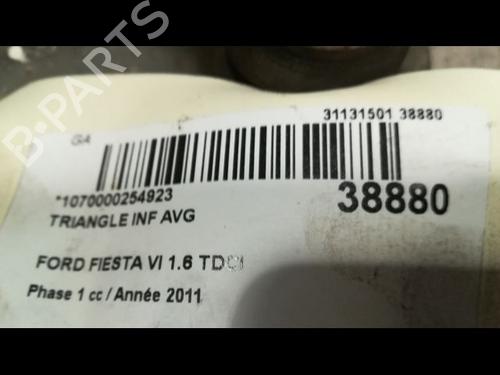 B-PARTS
GA
31131501 38880
*1070000254923
38880
TRIANGLE INF AVG
FORD FIESTA VI 1.6 TDCI
Phase 1 cc / Année 2011